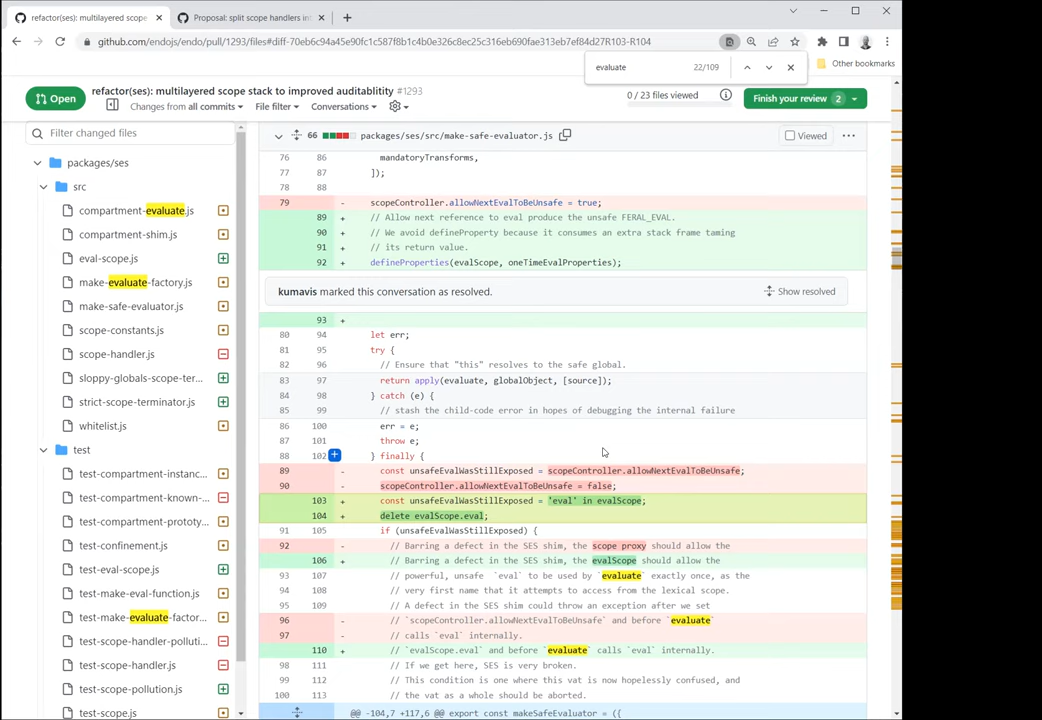 refactor(ses): multilayered scope
Proposal: split scope handlers in
github.com/endojs/endo/pull/1293/files#diff-70eb6c94a45e90fc1c587f8b1c4b0e326c8ec25c316eb690fae313eb7ef84d27R103-R104
evaluate 22/109
Other bookmarks
Open
refactor(ses): multilayered scope stack to improved auditablitity #1293
Changes from all commits File filter Conversations
0 / 23 files viewed
Finish your review 2
Filter changed files
packages/ses
src
compartment-evaluate.js
compartment-shim.js
eval-scope.js
make-evaluate-factory.js
make-safe-evaluator.js
scope-constants.js
scope-handler.js
sloppy-globals-scope-ter...
strict-scope-terminator.js
whitelist.js
test
test-compartment-instanc...
test-compartment-known-...
test-compartment-prototy...
test-confinement.js
test-eval-scope.js
test-make-eval-function.js
test-make-evaluate-factor...
test-scope-handler-polluti...
test-scope-handler.js
test-scope-pollution.js
test-scope.js
66 packages/ses/src/make-safe-evaluator.js Viewed
76 86 mandatoryTransforms,
77 87 ]);
78 88
79 - scopeController.allowNextEvalToBeUnsafe = true;
89 + // Allow next reference to eval produce the unsafe FERAL_EVAL.
90 + // We avoid defineProperty because it consumes an extra stack frame taming
91 + // its return value.
92 + defineProperties(evalScope, oneTimeEvalProperties);
kumavis marked this conversation as resolved. Show resolved
93 +
80 94 let err;
81 95 try {
82 96 // Ensure that "this" resolves to the safe global.
83 97 return apply(evaluate, globalObject, [source]);
84 98 } catch (e) {
85 99 // stash the child-code error in hopes of debugging the internal failure
86 100 err = e;
87 101 throw e;
88 102 } finally {
89 - const unsafeEvalWasStillExposed = scopeController.allowNextEvalToBeUnsafe;
90 - scopeController.allowNextEvalToBeUnsafe = false;
103 + const unsafeEvalWasStillExposed = 'eval' in evalScope;
104 + delete evalScope.eval;
91 105 if (unsafeEvalWasStillExposed) {
92 - // Barring a defect in the SES shim, the scope proxy should allow the
106 + // Barring a defect in the SES shim, the evalScope should allow the
93 107 // powerful, unsafe `eval` to be used by `evaluate` exactly once, as the
94 108 // very first name that it attempts to access from the lexical scope.
95 109 // A defect in the SES shim could throw an exception after we set
96 - // `scopeController.allowNextEvalToBeUnsafe` and before `evaluate`
97 - // calls `eval` internally.
110 + // `evalScope.eval` and before `evaluate` calls `eval` internally.
98 111 // If we get here, SES is very broken.
99 112 // This condition is one where this vat is now hopelessly confused, and
100 113 // the vat as a whole should be aborted.
@@ -104,7 +117,6 @@ export const makeSafeEvaluator = ({